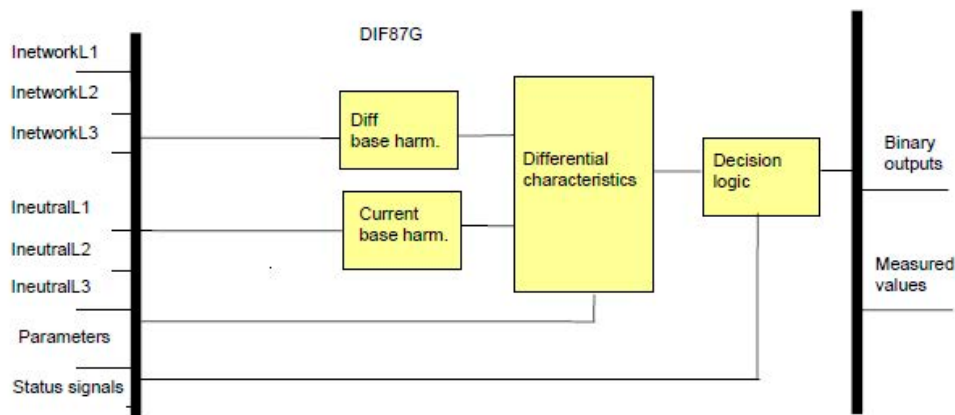 DIF87G
InetworkL1
InetworkL2
InetworkL3
IneutralL1
IneutralL2
IneutralL3
Parameters
Status signals
Diff
base harm.
Current
base harm.
Differential
characteristics
Decision
logic
Binary
outputs
Measured
values